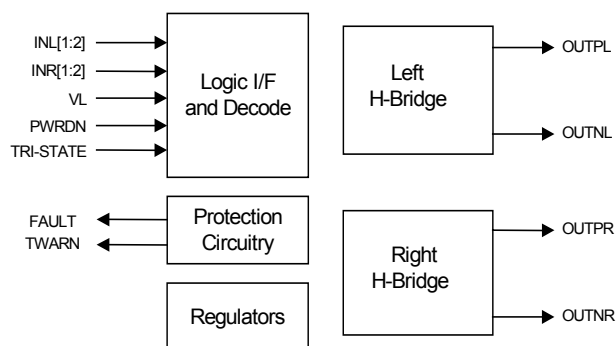 INL[1:2]
INR[1:2]
VL
PWRDN
TRI-STATE
Logic I/F
and Decode
Left
H-Bridge
OUTPL
OUTNL
FAULT
TWARN
Protection
Circuitry
Regulators
Right
H-Bridge
OUTPR
OUTNR